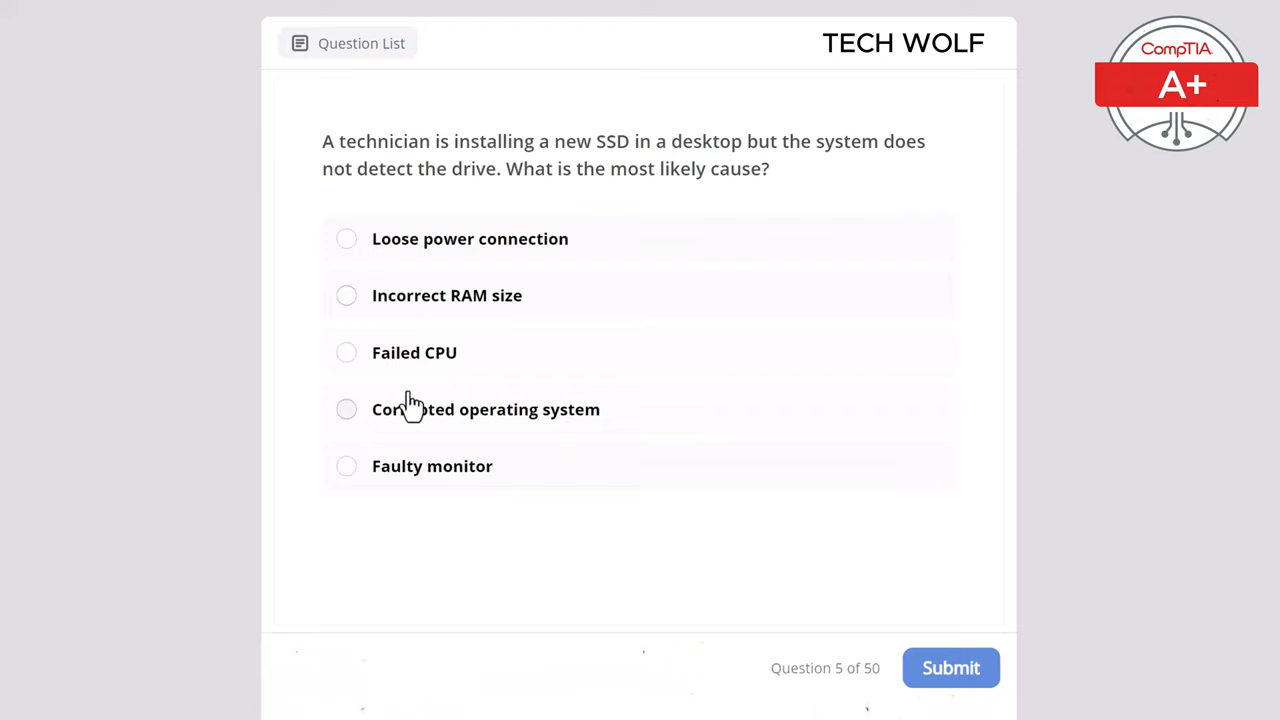 Question List
TECH WOLF
CompTIA
A+
A technician is installing a new SSD in a desktop but the system does
not detect the drive. What is the most likely cause?
Loose power connection
Incorrect RAM size
Failed CPU
Corrupted operating system
Faulty monitor
Question 5 of 50
Submit